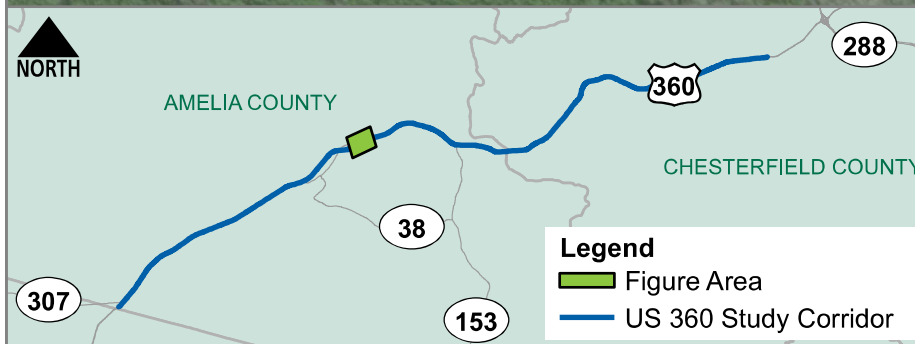 NORTH
288
360
AMELIA COUNTY
CHESTERFIELD COUNTY
38
307
153
Legend
Figure Area
US 360 Study Corridor